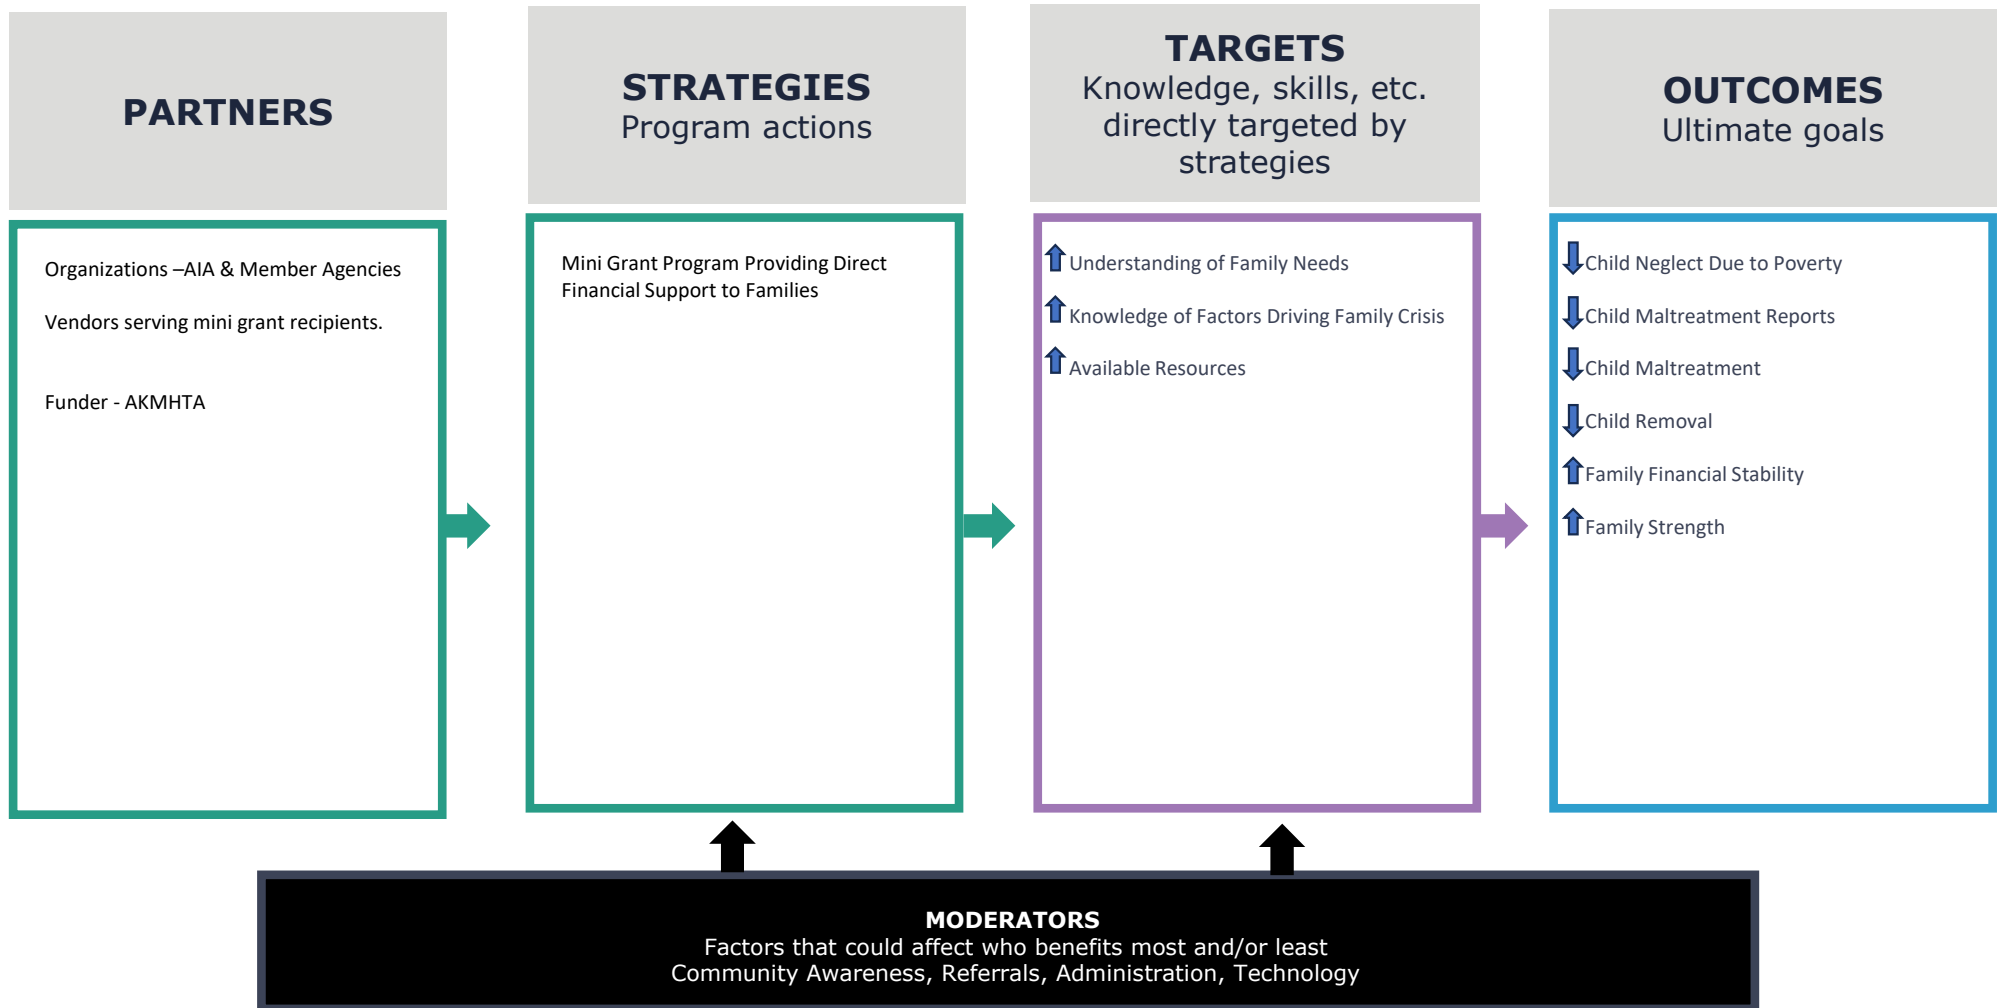 PARTNERS
Organizations –AIA & Member Agencies
Vendors serving mini grant recipients.
Funder - AKMHTA
STRATEGIES
Program actions
Mini Grant Program Providing Direct
Financial Support to Families
TARGETS
Knowledge, skills, etc.
directly targeted by
strategies
Understanding of Family Needs
Knowledge of Factors Driving Family Crisis
Available Resources
OUTCOMES
Ultimate goals
Child Neglect Due to Poverty
Child Maltreatment Reports
Child Maltreatment
Child Removal
Family Financial Stability
Family Strength
MODERATORS
Factors that could affect who benefits most and/or least
Community Awareness, Referrals, Administration, Technology